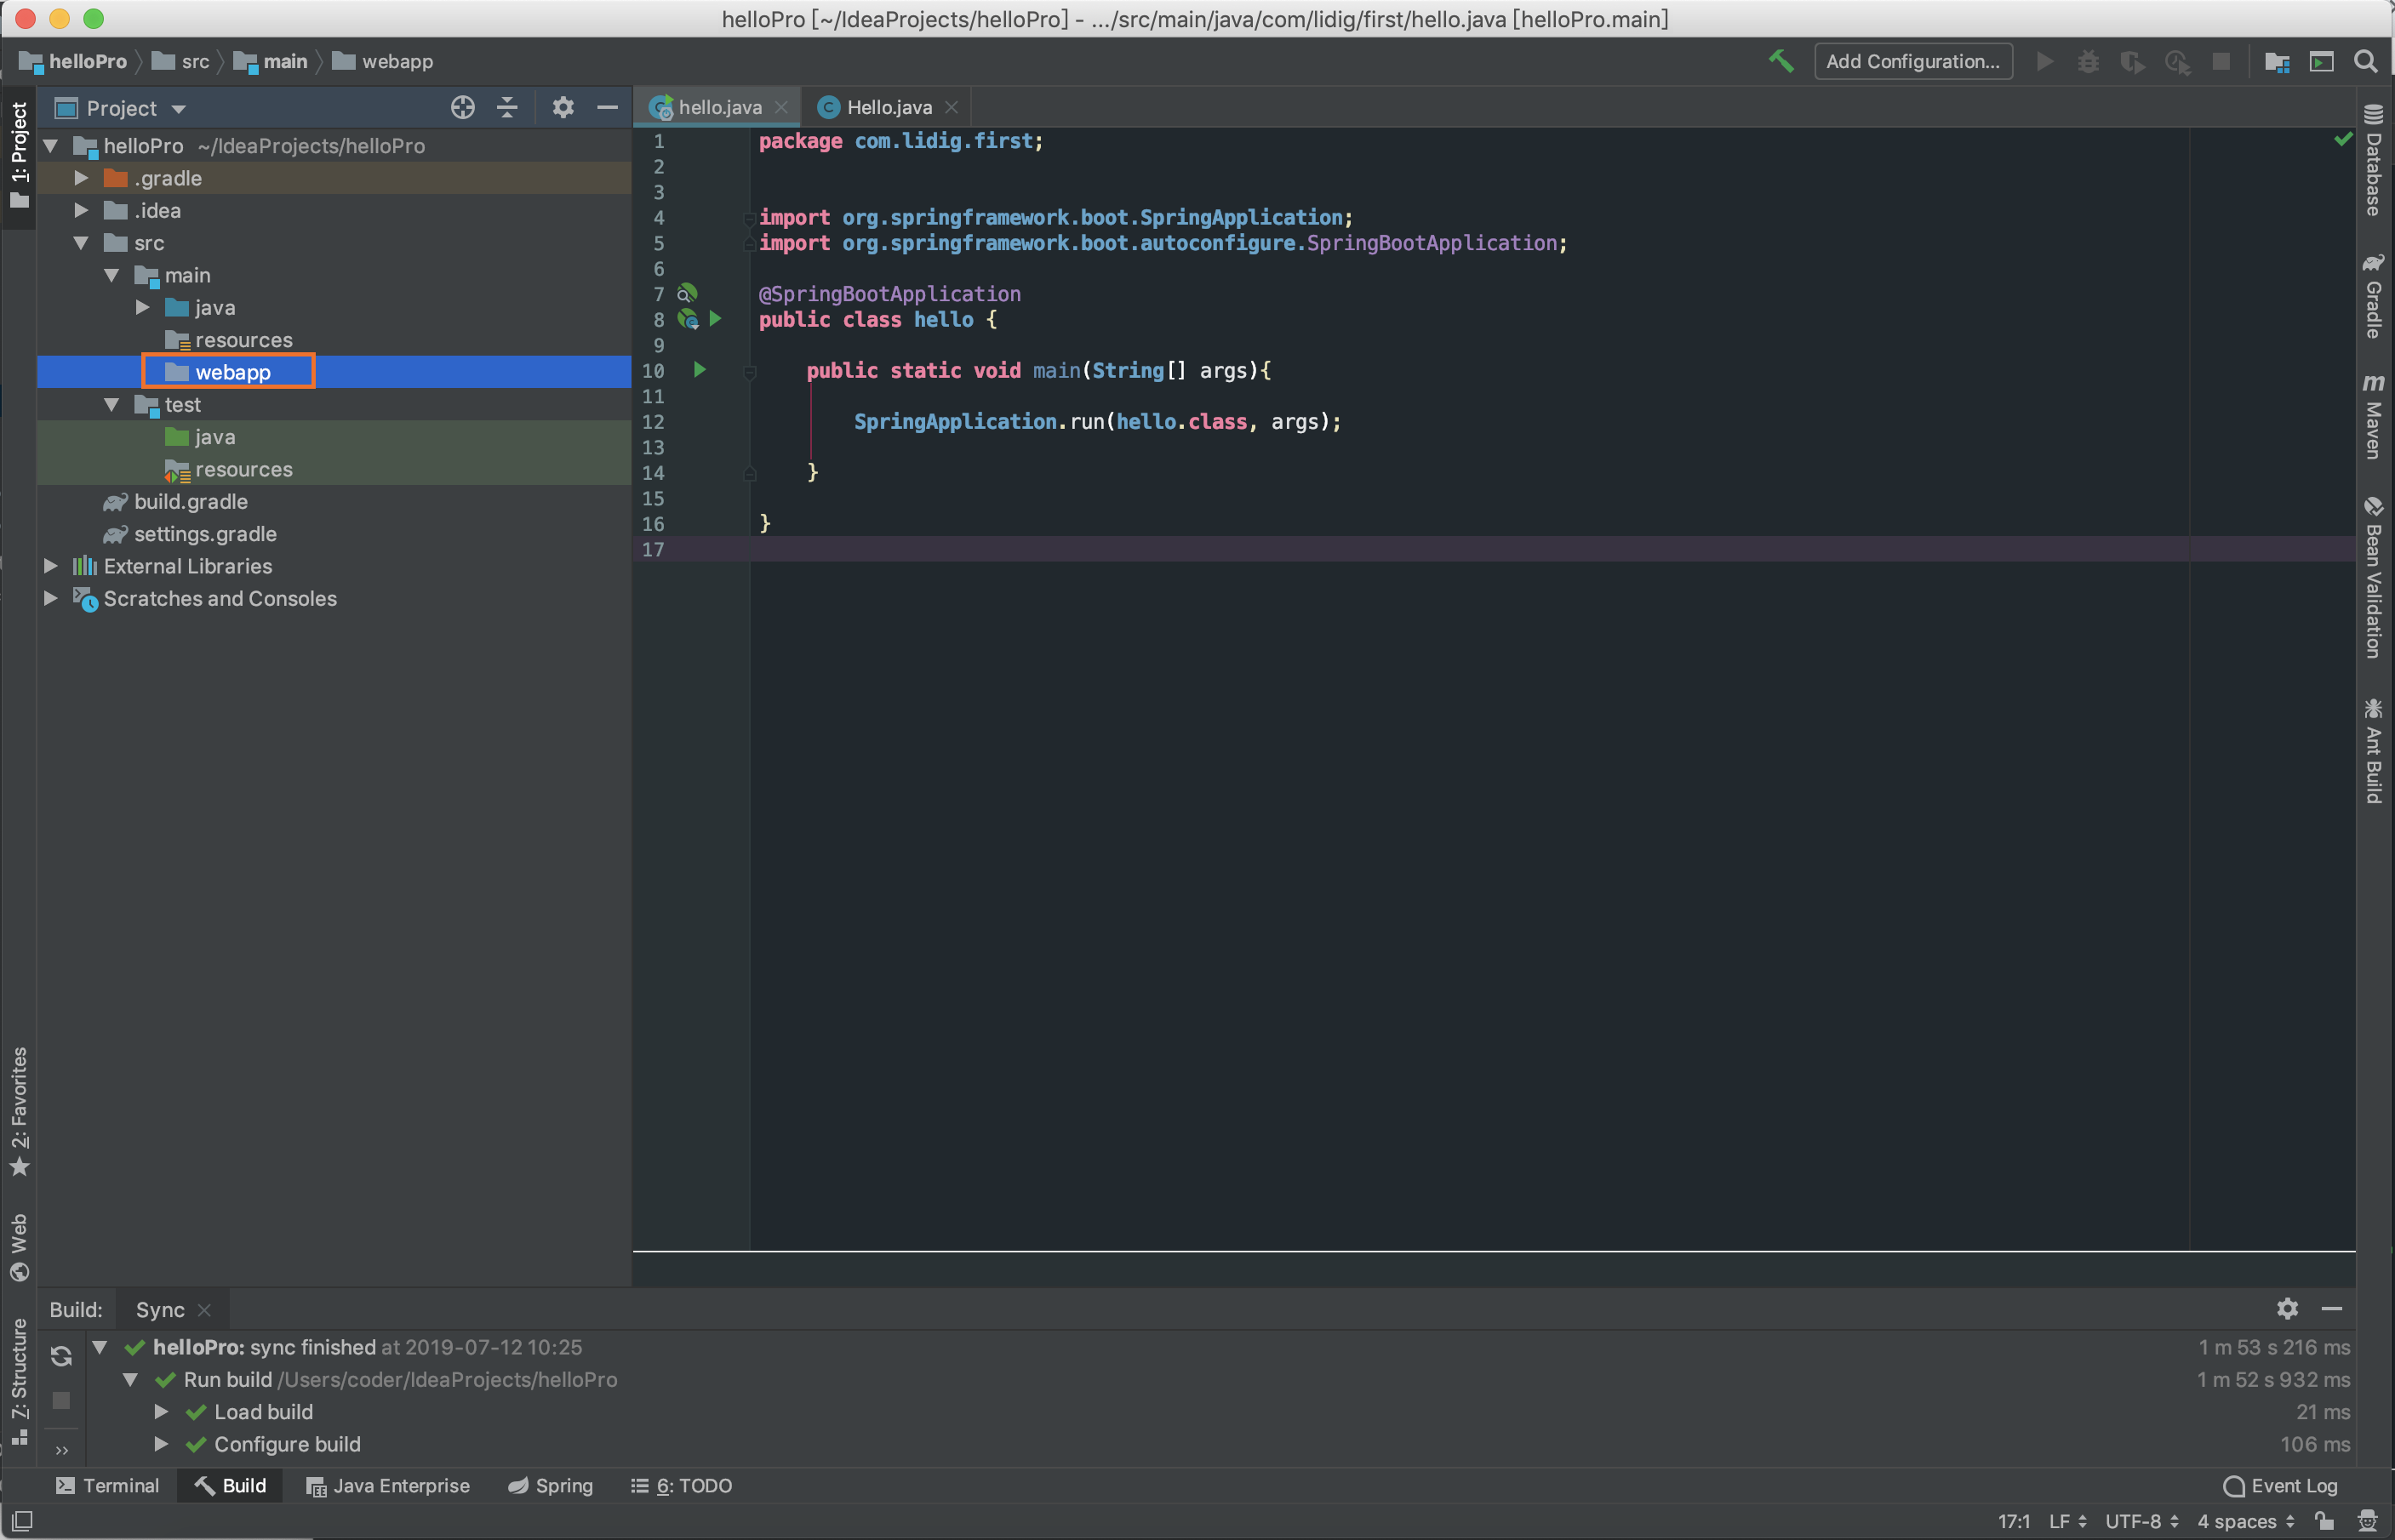 helloPro [~/IdeaProjects/helloPro] - .../src/main/java/com/lidig/first/hello.java [helloPro.main]
helloPro src main webapp
Add Configuration...
Project
hello.java
Hello.java
1: Project
helloPro ~/IdeaProjects/helloPro
.gradle
.idea
src
main
java
resources
webapp
test
java
resources
build.gradle
settings.gradle
External Libraries
Scratches and Consoles
1 package com.lidig.first;
2
3
4 import org.springframework.boot.SpringApplication;
5 import org.springframework.boot.autoconfigure.SpringBootApplication;
6
7 @SpringBootApplication
8 public class hello {
9
10 public static void main(String[] args){
11
12 SpringApplication.run(hello.class, args);
13
14 }
15
16 }
17
Database
Gradle
Maven
Bean Validation
Ant Build
2: Favorites
Web
7: Structure
Build:
Sync
helloPro: sync finished at 2019-07-12 10:25
1 m 53 s 216 ms
Run build /Users/coder/IdeaProjects/helloPro
1 m 52 s 932 ms
Load build
21 ms
Configure build
106 ms
Terminal
Build
Java Enterprise
Spring
6: TODO
Event Log
17:1
LF
UTF-8
4 spaces